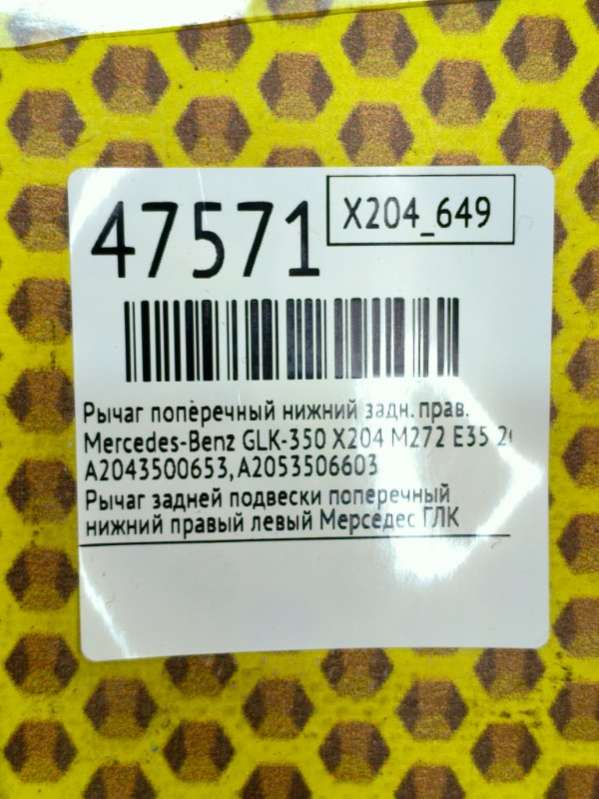 47571
X204_649
Рычаг поперечный нижний задн. прав.
Mercedes-Benz GLK-350 X204 M272 E35
A2043500653, A2053506603
Рычаг задней подвески поперечный
нижний правый левый Мерседес ГЛК